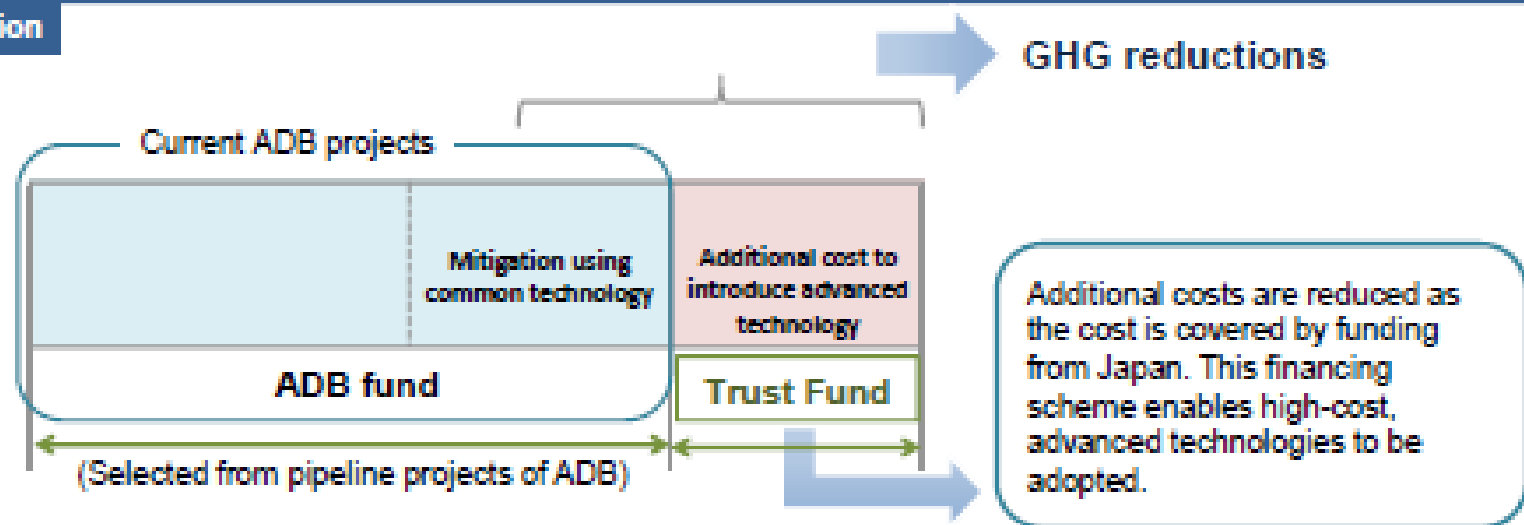 ion
GHG reductions
Current ADB projects
Mitigation using
common technology
Additional cost to
introduce advanced
technology
ADB fund
Trust Fund
(Selected from pipeline projects of ADB)
Additional costs are reduced as
the cost is covered by funding
from Japan. This financing
scheme enables high-cost,
advanced technologies to be
adopted.